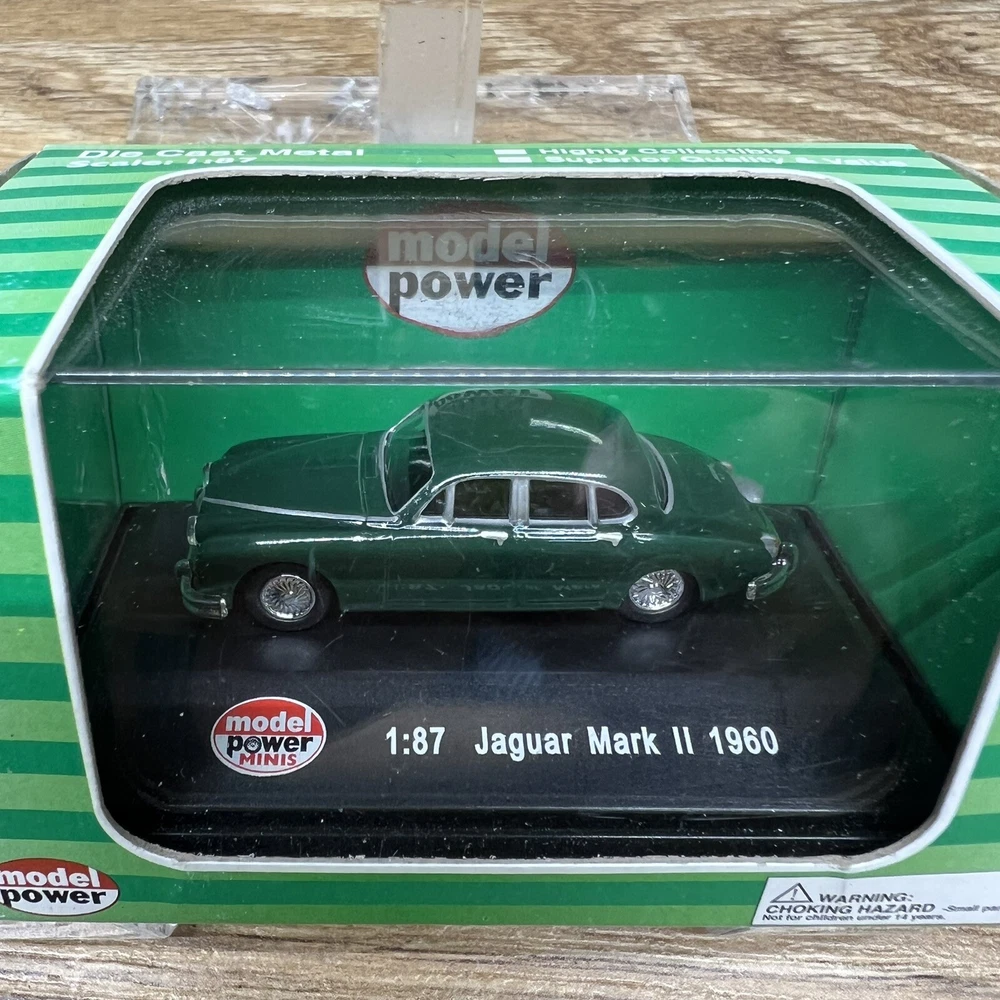 Die Cast Metal
Scale: 1:87
Highly Collectible
Superior Quality & Value
model
power
model
power
MINIS
1:87 Jaguar Mark II 1960
model
power
WARNING:
CHOKING HAZARD -Small
Not for children under 14 years.